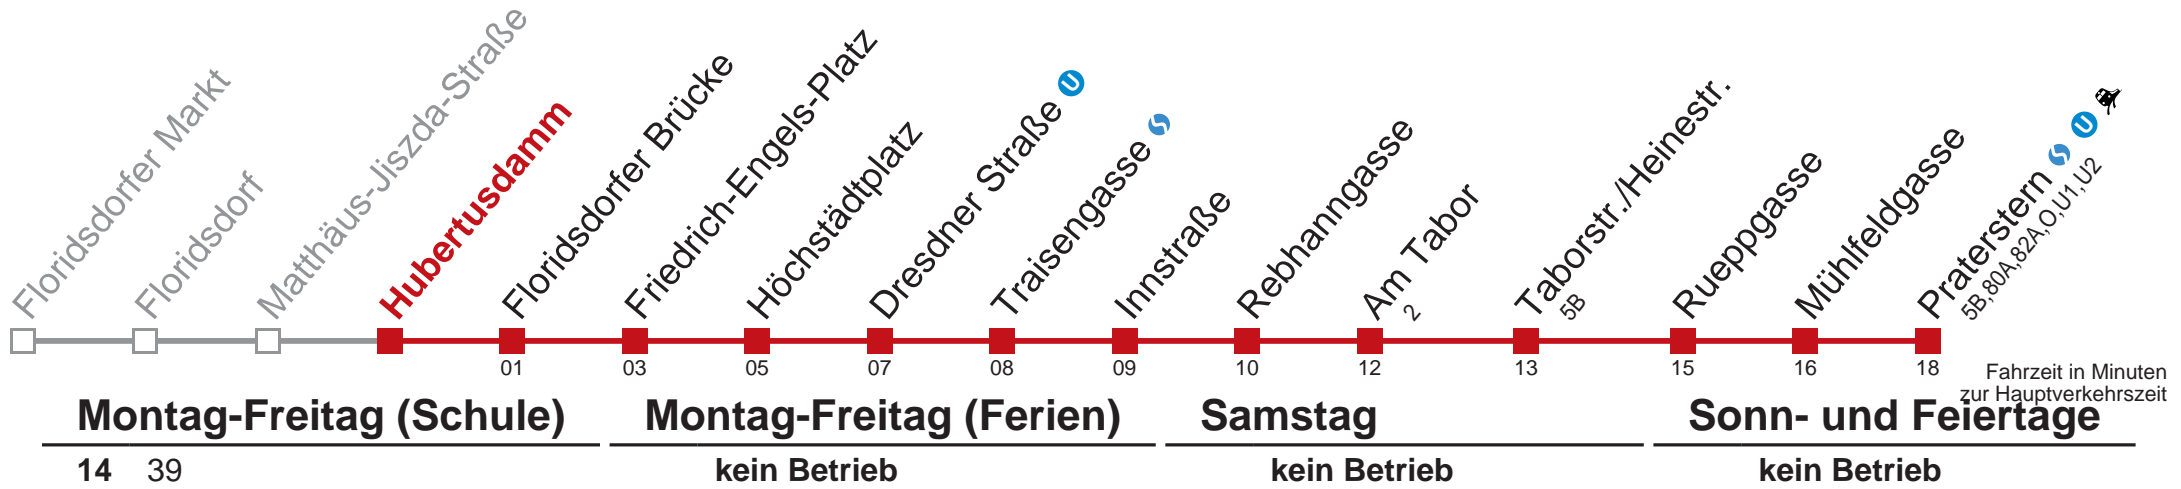 Floridsdorfer Markt
Floridsdorf
Matthäus-Jiszda-Straße
Hubertusdamm
Floridsdorfer Brücke
Friedrich-Engels-Platz
Höchstädtplatz
Dresdner Straße U
Traisengasse
Innstraße
Rebhanngasse
Am Tabor
2
Taborstr./Heinestr.
5B
Rueppgasse
Mühlfeldgasse
Praterstern U
5B,80A,82A,O,U1,U2
01 03 05 07 08 09 10 12 13 15 16 18
Fahrzeit in Minuten
zur Hauptverkehrszeit
Montag-Freitag (Schule) Montag-Freitag (Ferien) Samstag Sonn- und Feiertage
14 39 kein Betrieb kein Betrieb kein Betrieb